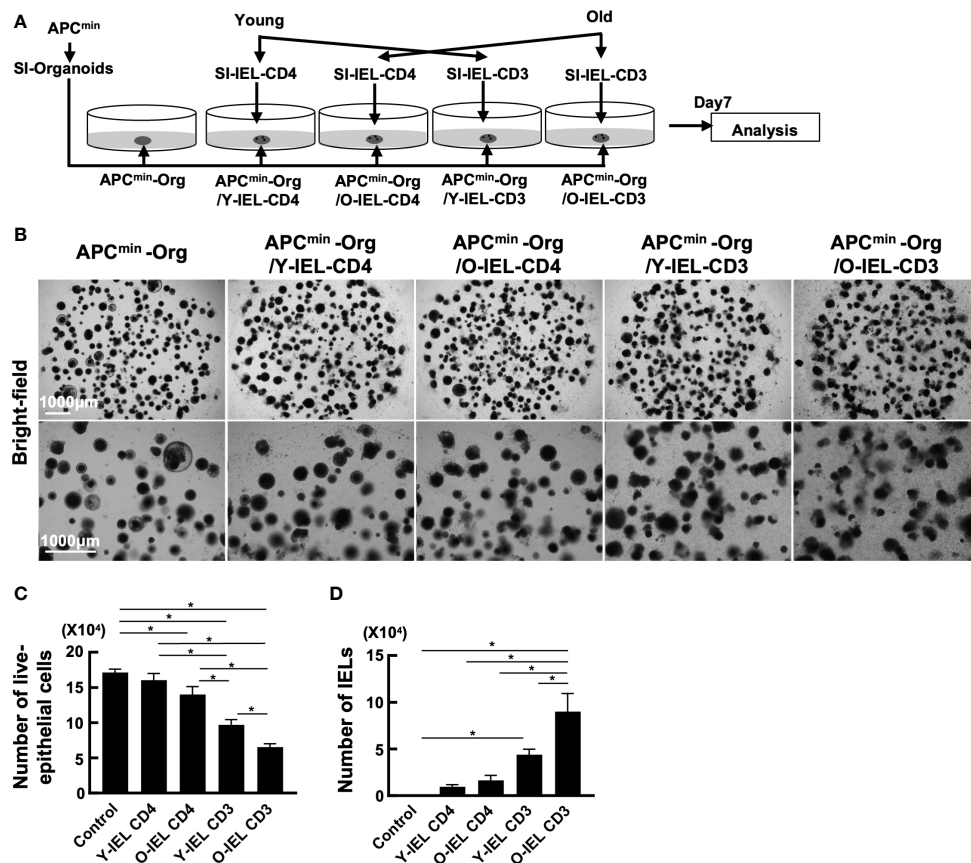 A
APCmin
SI-Organoids
Young
Old
SI-IEL-CD4
SI-IEL-CD4
SI-IEL-CD3
SI-IEL-CD3
Day7
Analysis
APCmin-Org
APCmin-Org
/Y-IEL-CD4
APCmin-Org
/O-IEL-CD4
APCmin-Org
/Y-IEL-CD3
APCmin-Org
/O-IEL-CD3
B
APCmin -Org
APCmin -Org
/Y-IEL-CD4
APCmin -Org
/O-IEL-CD4
APCmin -Org
/Y-IEL-CD3
APCmin -Org
/O-IEL-CD3
Bright-field
1000μm
1000μm
C
(X10⁴)
Number of live-
epithelial cells
20
15
10
5
0
*
*
*
*
*
*
*
*
Control
Y-IEL CD4
O-IEL CD4
Y-IEL CD3
O-IEL CD3
D
(X10⁴)
Number of IELs
15
10
5
0
*
*
*
*
*
Control
Y-IEL CD4
O-IEL CD4
Y-IEL CD3
O-IEL CD3